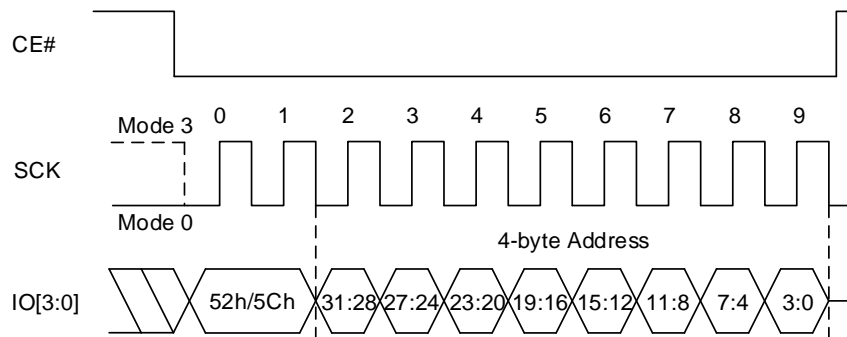 CE#
0 1 2 3 4 5 6 7 8 9
Mode 3
SCK
Mode 0
4-byte Address
IO[3:0] 52h/5Ch 31:28 27:24 23:20 19:16 15:12 11:8 7:4 3:0